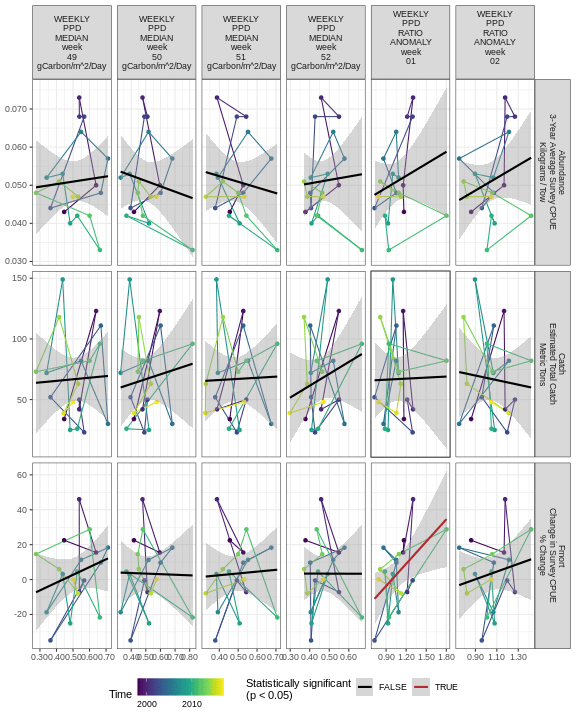 WEEKLY
PPD
MEDIAN
week
49
gCarbon/m^2/Day
WEEKLY
PPD
MEDIAN
week
50
gCarbon/m^2/Day
WEEKLY
PPD
MEDIAN
week
51
gCarbon/m^2/Day
WEEKLY
PPD
MEDIAN
week
52
gCarbon/m^2/Day
WEEKLY
PPD
RATIO
ANOMALY
week
01
WEEKLY
PPD
RATIO
ANOMALY
week
02
0.070
0.060
0.050
0.040
0.030
Abundance
3-Year Average Survey CPUE
Kilograms / Tow
150
100
50
Catch
Estimated Total Catch
Metric Tons
60
40
20
0
-20
Fmort
Change in Survey CPUE
% Change
0.30 0.40 0.50 0.60 0.70
0.40 0.50 0.60 0.70 0.80
0.40 0.50 0.60 0.70
0.30 0.40 0.50 0.60
0.90 1.20 1.50 1.80
0.90 1.10 1.30
Time
2000 2010
Statistically significant
(p < 0.05)
FALSE TRUE